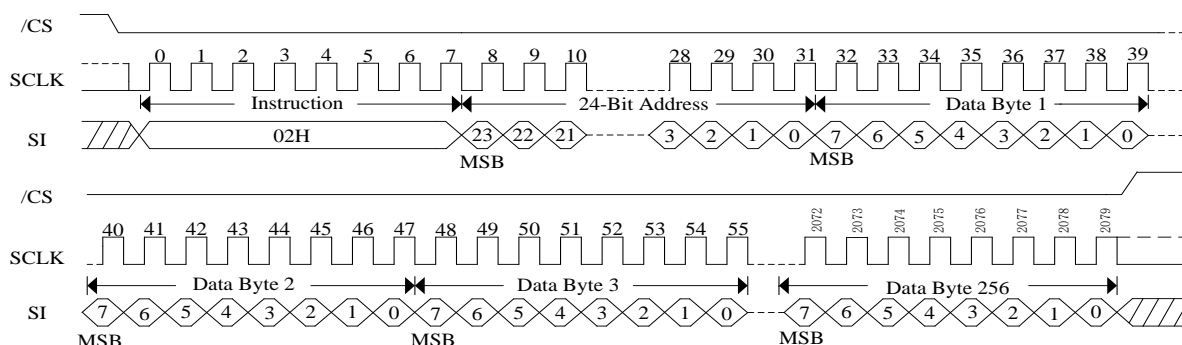 /CS
0 1 2 3 4 5 6 7 8 9 10 28 29 30 31 32 33 34 35 36 37 38 39
SCLK
Instruction 24-Bit Address Data Byte 1
SI 02H 23 22 21 3 2 1 0 7 6 5 4 3 2 1 0
MSB MSB
/CS
40 41 42 43 44 45 46 47 48 49 50 51 52 53 54 55 2072 2073 2074 2075 2076 2077 2078 2079
SCLK
Data Byte 2 Data Byte 3 Data Byte 256
SI 7 6 5 4 3 2 1 0 7 6 5 4 3 2 1 0 7 6 5 4 3 2 1 0
MSB MSB MSB